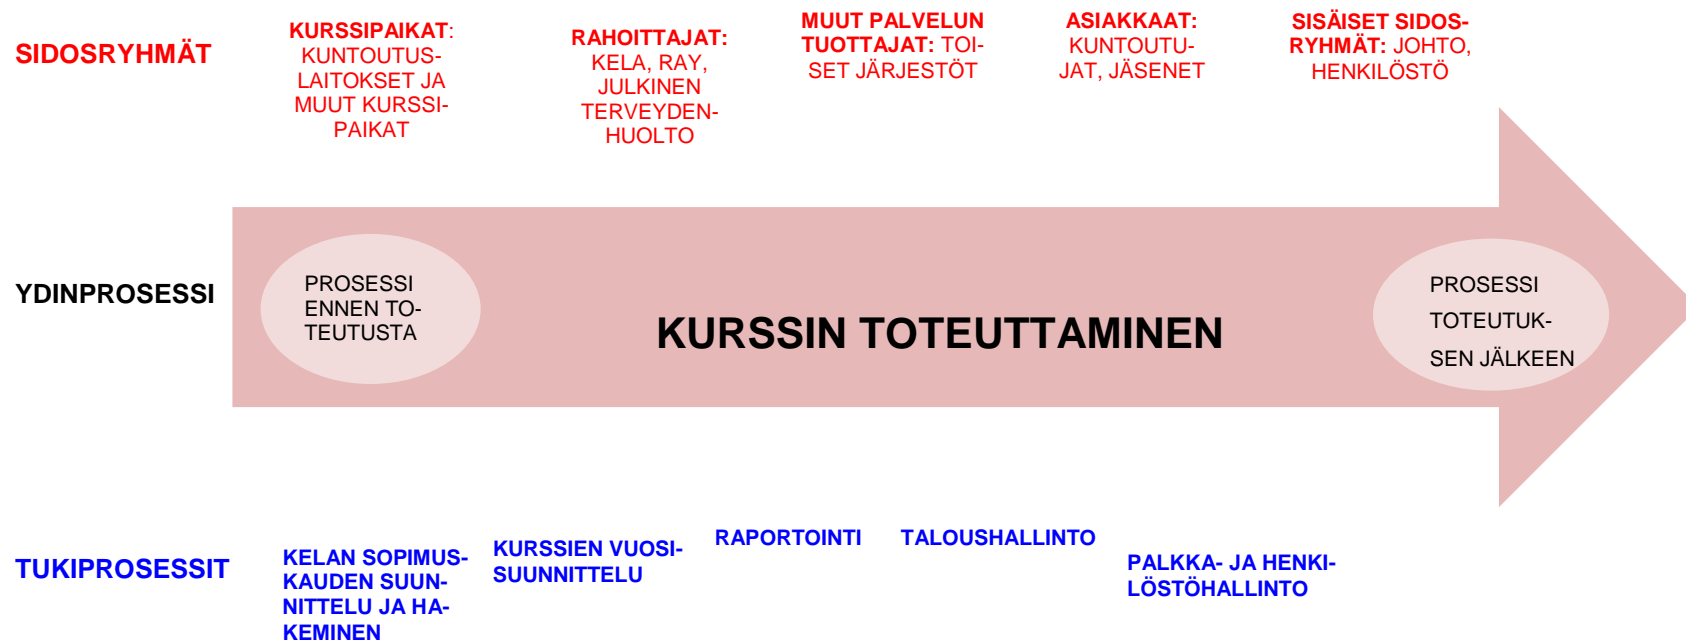 SIDOSRYHMÄT
KURSSIPAIKAT:
KUNTOUTUS-
LAITOKSET JA
MUUT KURSSI-
PAIKAT
RAHOITTAJAT:
KELA, RAY,
JULKINEN
TERVEYDEN-
HUOLTO
MUUT PALVELUN
TUOTTAJAT: TOI-
SET JÄRJESTÖT
ASIAKKAAT:
KUNTOUTU-
JAT, JÄSENET
SISÄISET SIDOS-
RYHMÄT: JOHTO,
HENKILÖSTÖ
YDINPROSESSI
PROSESSI
ENNEN TO-
TEUTUSTA
KURSSIN TOTEUTTAMINEN
PROSESSI
TOTEUTUK-
SEN JÄLKEEN
TUKIPROSESSIT
KELAN SOPIMUS-
KAUDEN SUUN-
NITTELU JA HA-
KEMINEN
KURSSIEN VUOSI-
SUUNNITTELU
RAPORTOINTI
TALOUSHALLINTO
PALKKA- JA HENKI-
LÖSTÖHALLINTO